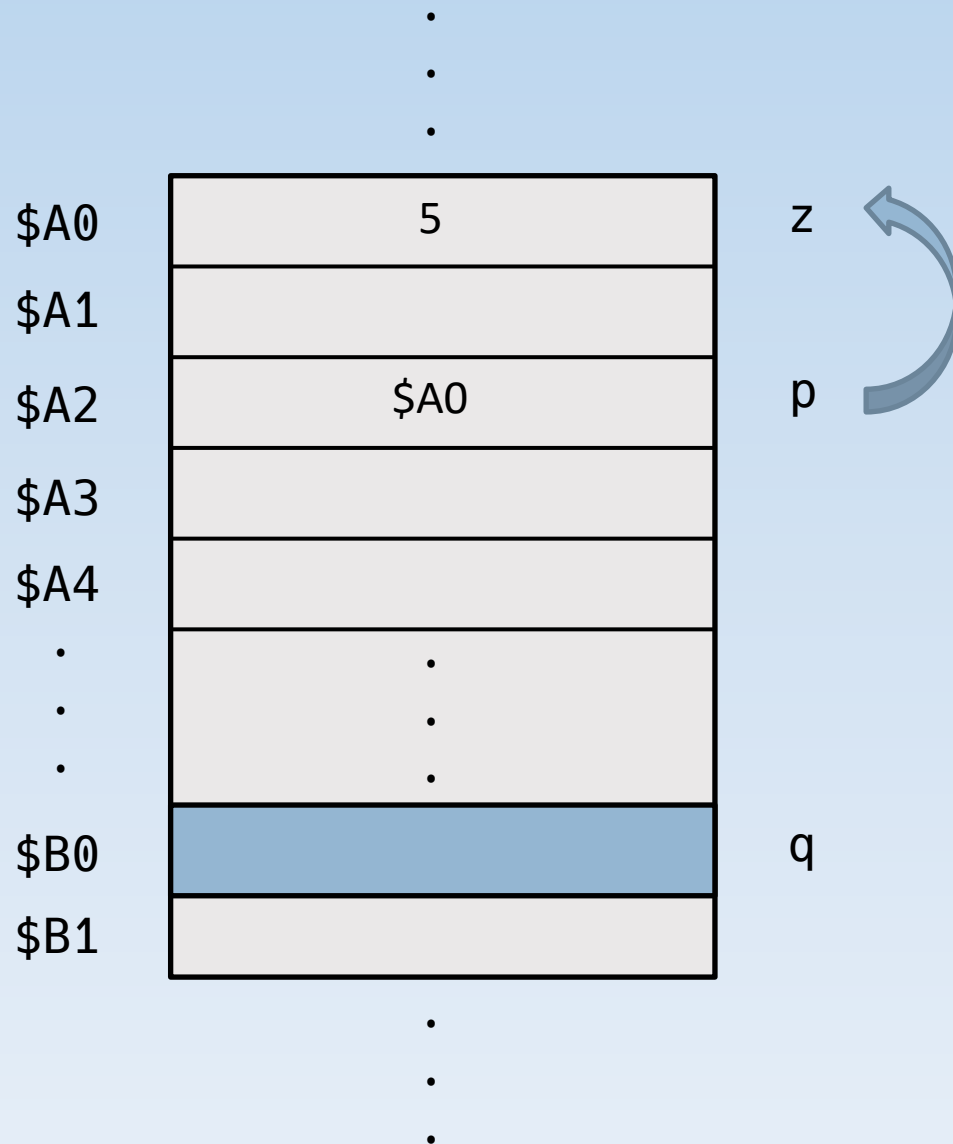 .
.
.
$A0 5 z
$A1
$A2 $A0 p
$A3
$A4
. .
. .
. .
$B0 q
$B1
.
.
.